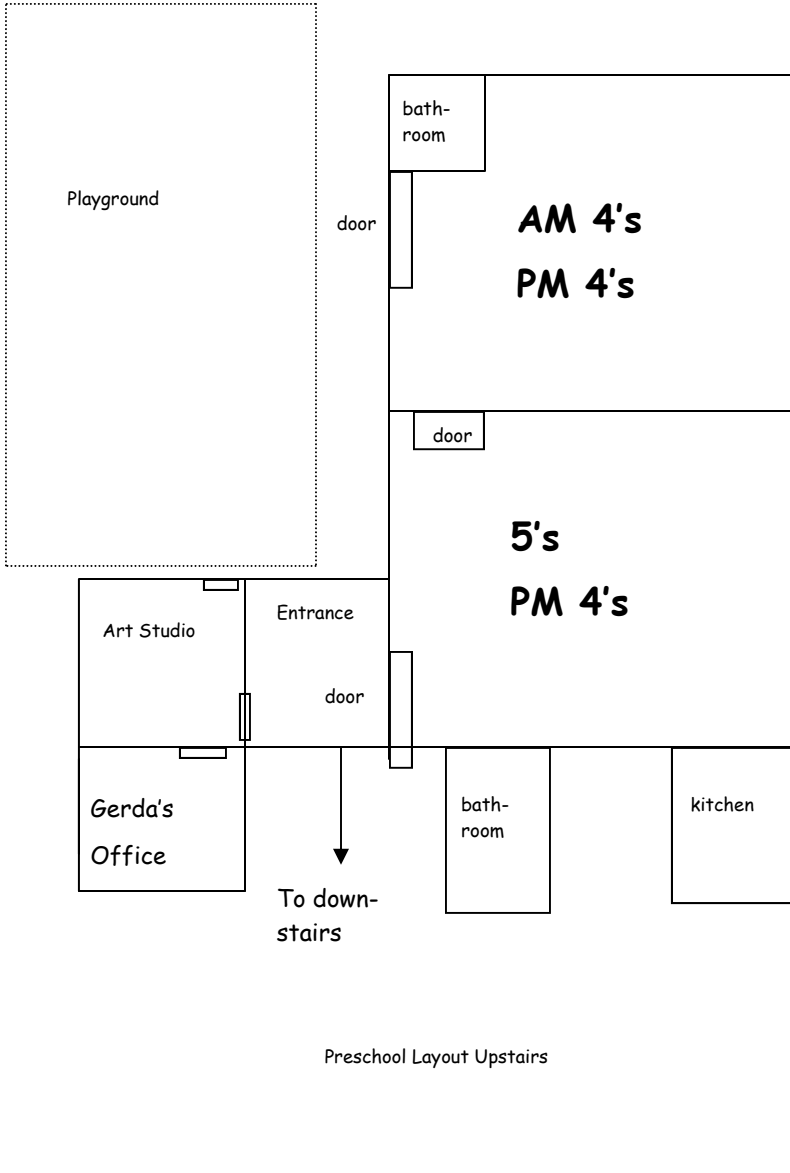 bath-
room
Playground
door
AM 4's
PM 4's
door
5's
PM 4's
Entrance
Art Studio
door
Gerda's
Office
bath-
room
kitchen
To down-
stairs
Preschool Layout Upstairs